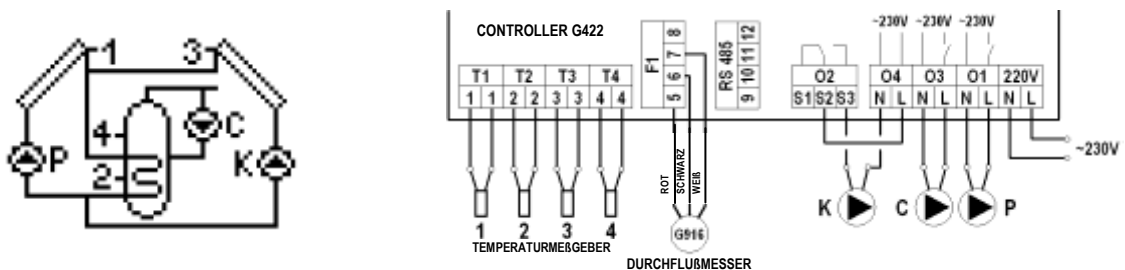 1 3
4 C
P K
2
CONTROLLER G422
~230V ~230V ~230V
F1 5 6 7 8
RS 485 9 10 11 12
T1 T2 T3 T4
1 1 2 2 3 3 4 4
O2 O4 O3 O1 220V
S1 S2 S3 N L N L N L N L
~230V
ROT
SCHWARZ
WEIß
K C P
1 2 3 4
G916
TEMPERATURMEßGEBER
DURCHFLUßMESSER